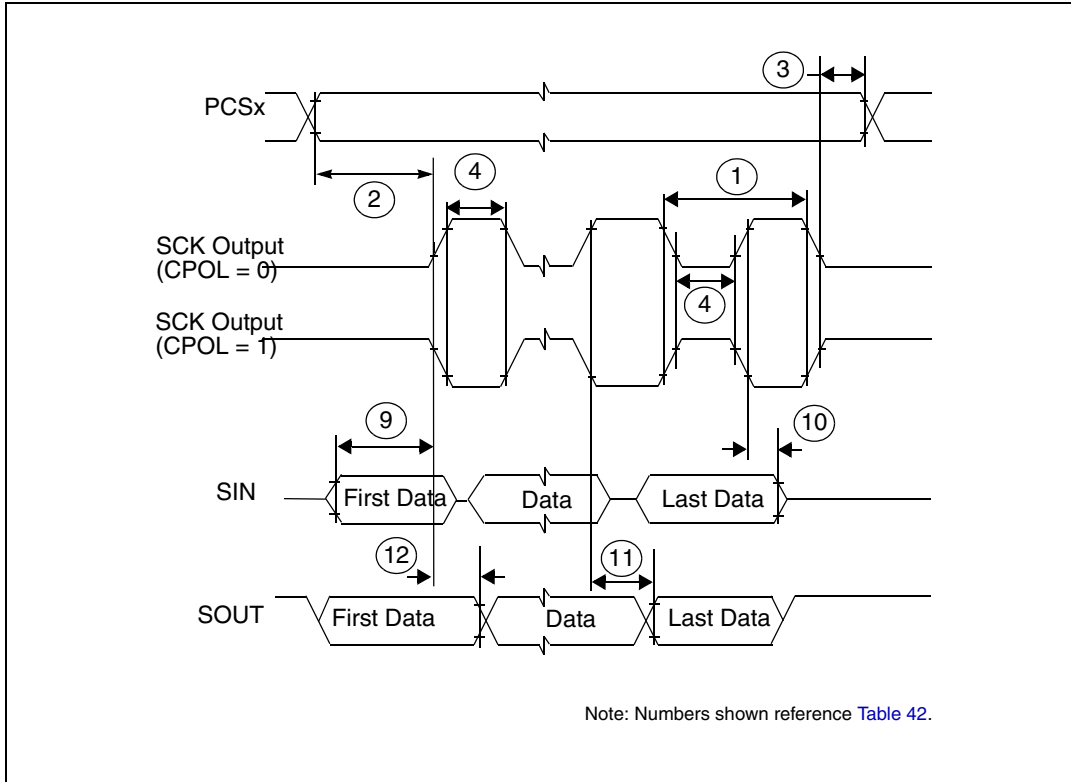 3
PCSx
2
4
1
SCK Output
(CPOL = 0)
4
SCK Output
(CPOL = 1)
9
10
SIN
First Data
Data
Last Data
12
11
SOUT
First Data
Data
Last Data
Note: Numbers shown reference Table 42.